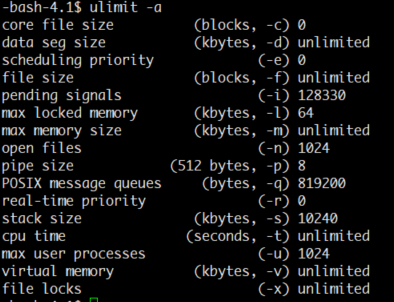 -bash-4.1$ ulimit -a
core file size          (blocks, -c) 0
data seg size           (kbytes, -d) unlimited
scheduling priority             (-e) 0
file size               (blocks, -f) unlimited
pending signals                 (-i) 128330
max locked memory       (kbytes, -l) 64
max memory size         (kbytes, -m) unlimited
open files                      (-n) 1024
pipe size            (512 bytes, -p) 8
POSIX message queues     (bytes, -q) 819200
real-time priority              (-r) 0
stack size              (kbytes, -s) 10240
cpu time               (seconds, -t) unlimited
max user processes              (-u) 1024
virtual memory          (kbytes, -v) unlimited
file locks                      (-x) unlimited
-bash-4.1$